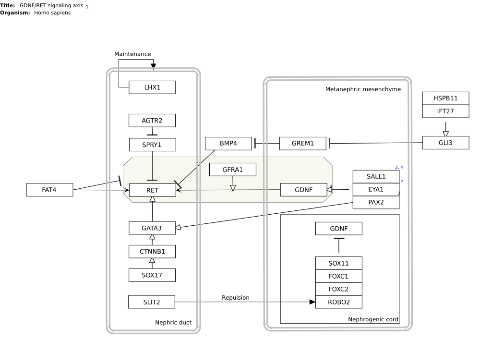 Title: GDNF/RET signaling axis 1
Organism: Homo sapiens
Maintenance
LHX1
Metanephric mesenchyme
HSPB11
IFT27
AGTR2
SPRY1
BMP4
GREM1
GLI3
GFRA1
SALL1
EYA1
PAX2
FAT4
RET
GDNF
GATA3
GDNF
CTNNB1
SOX17
SOX11
FOXC1
FOXC2
ROBO2
SLIT2
Repulsion
Nephric duct
Nephrogenic cord